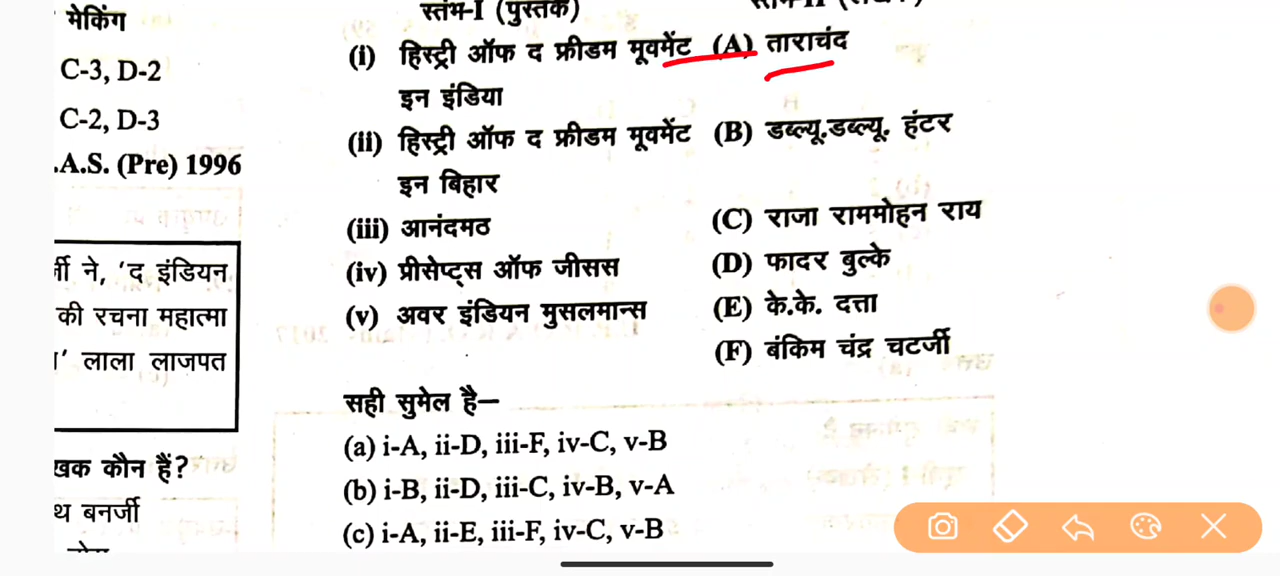 मेकिंग
C-3, D-2
C-2, D-3
.A.S. (Pre) 1996
ने, 'द इंडियन
की रचना महात्मा
' लाला लाजपत
कौन हैं?
बनर्जी
स्तंभ-I (पुस्तक)
(i) हिस्ट्री ऑफ द फ्रीडम मूवमेंट (A) ताराचंद
इन इंडिया
(ii) हिस्ट्री ऑफ द फ्रीडम मूवमेंट (B) डब्ल्यू.डब्ल्यू. हंटर
इन बिहार
(iii) आनंदमठ (C) राजा राममोहन राय
(iv) प्रीसेप्ट्स ऑफ जीसस (D) फादर बुल्के
(v) अवर इंडियन मुसलमान्स (E) के.के. दत्ता
(F) बंकिम चंद्र चटर्जी
सही सुमेल है–
(a) i-A, ii-D, iii-F, iv-C, v-B
(b) i-B, ii-D, iii-C, iv-B, v-A
(c) i-A, ii-E, iii-F, iv-C, v-B